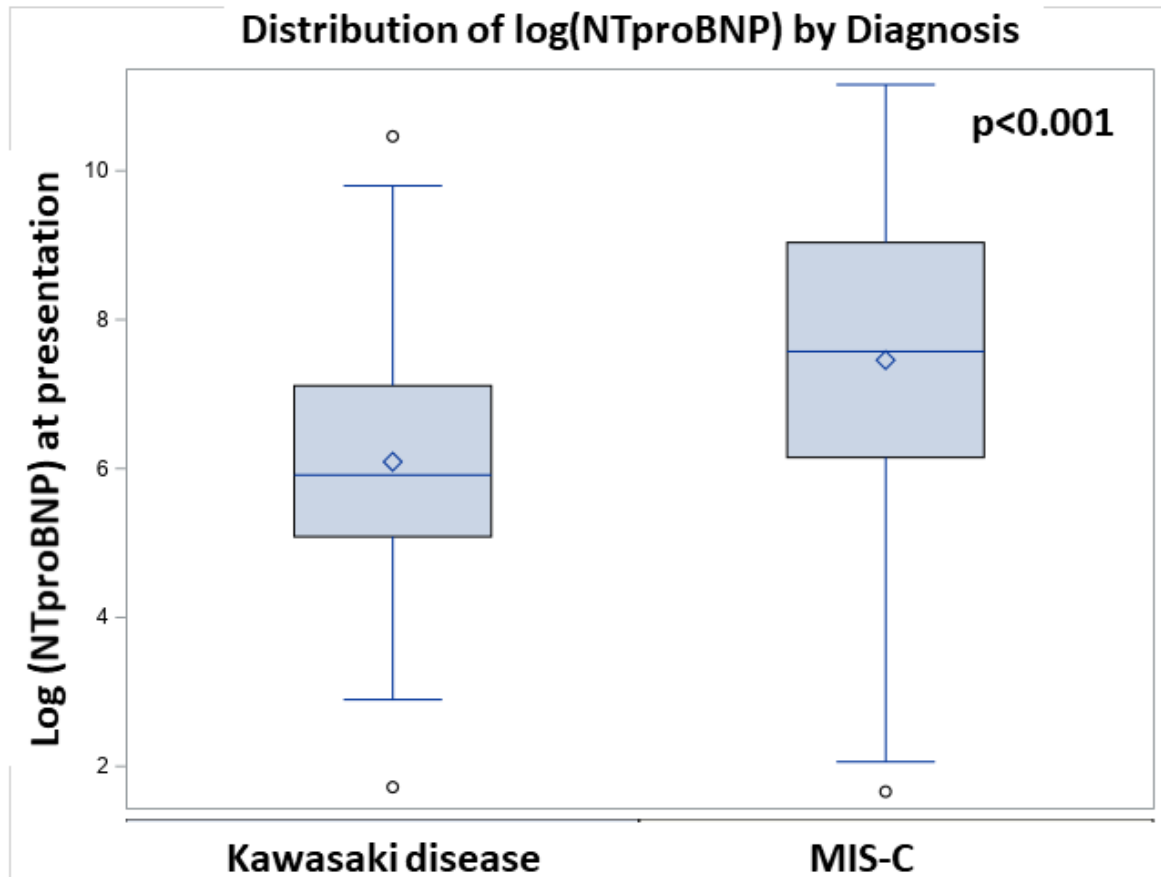 Distribution of log(NTproBNP) by Diagnosis
p<0.001
Log (NTproBNP) at presentation
10
8
6
4
2
Kawasaki disease
MIS-C